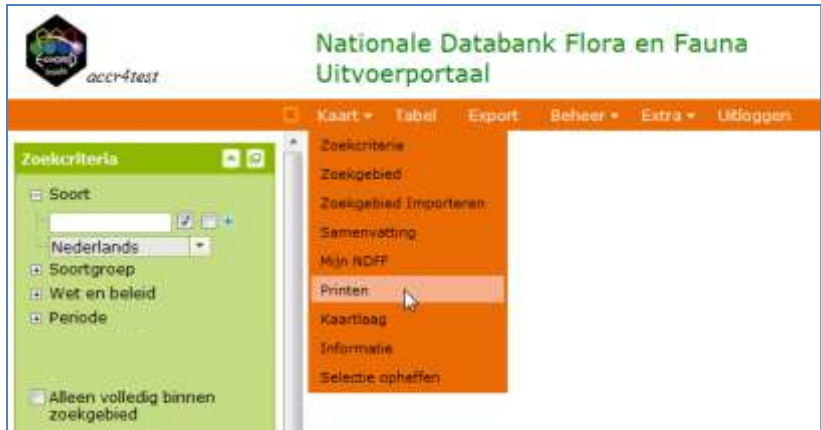 accr4test
Nationale Databank Flora en Fauna
Uitvoerportaal
Kaart Tabel Export Beheer Extra Uitloggen
Zoekcriteria
Soort
Nederlands
Soortgroep
Wet en beleid
Periode
Alleen volledig binnen
zoekgebied
Zoekcriteria
Zoekgebied
Zoekgebied Importeren
Samenvatting
Mijn NDFF
Printen
Kaartlaag
Informatie
Selectie opheffen